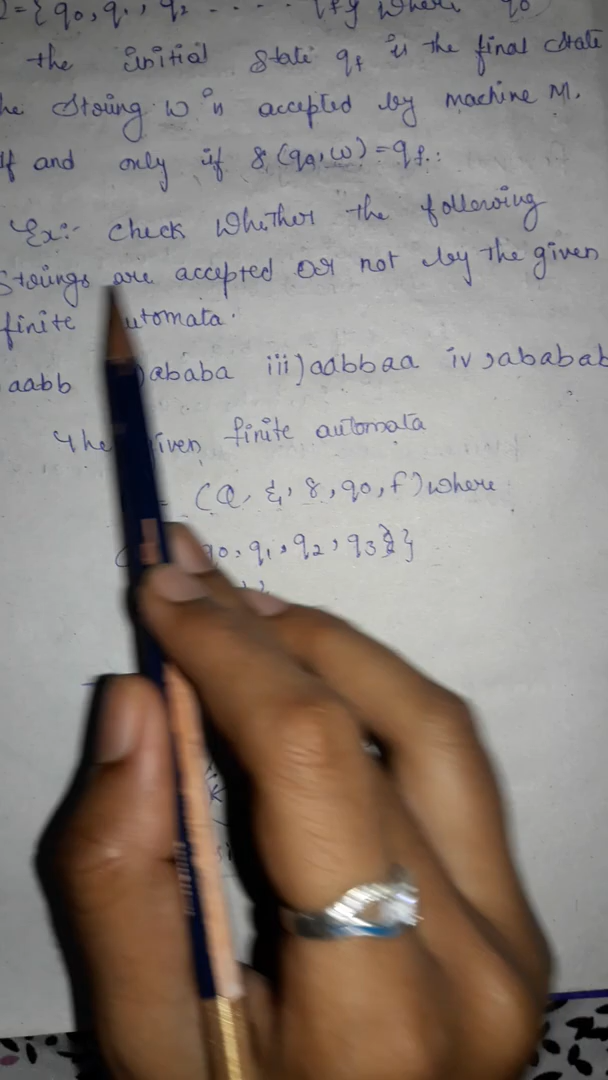 = {q0, q1, q2 ..... qf} where q0
the initial state qf is the final state
he string w is accepted by machine M.
If and only if δ(q0, w) = qf.
Ex:- check whether the following
strings are accepted or not by the given
finite automata.
aabb )ababa iii)aabbaa iv)ababab
The given finite automata
(Q, Σ, δ, q0, f) where
q0, q1, q2, q3}